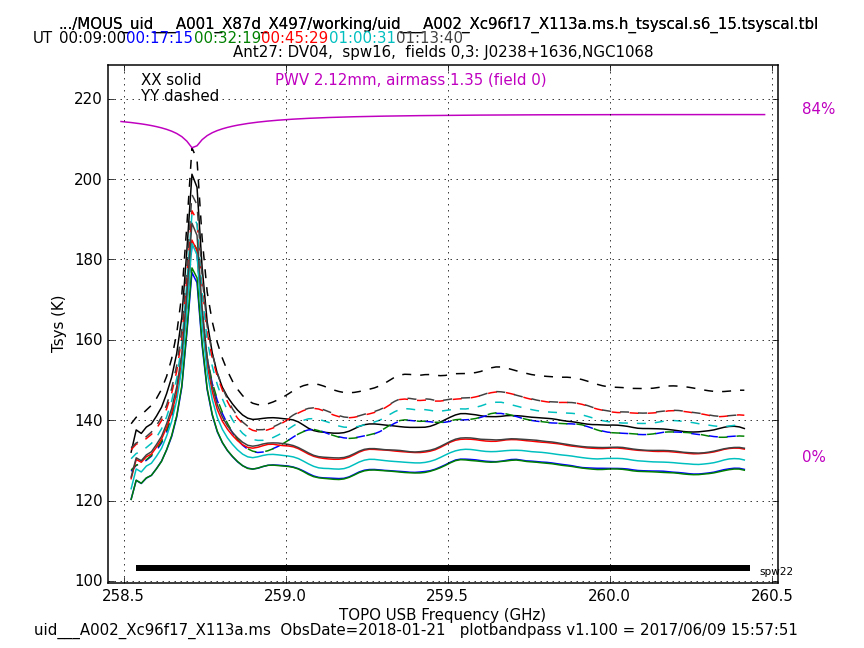 .../MOUS_uid___A001_X87d_X497/working/uid___A002_Xc96f17_X113a.ms.h_tsyscal.s6_15.tsyscal.tbl
UT 00:09:00 00:17:15 00:32:19 00:45:29 01:00:31 01:13:40
Ant27: DV04, spw16, fields 0,3: J0238+1636,NGC1068
XX solid
PWV 2.12mm, airmass 1.35 (field 0)
YY dashed
84%
220
200
180
160
140
120
100
Tsys (K)
0%
spw22
258.5
259.0
259.5
260.0
260.5
TOPO USB Frequency (GHz)
uid___A002_Xc96f17_X113a.ms ObsDate=2018-01-21 plotbandpass v1.100 = 2017/06/09 15:57:51